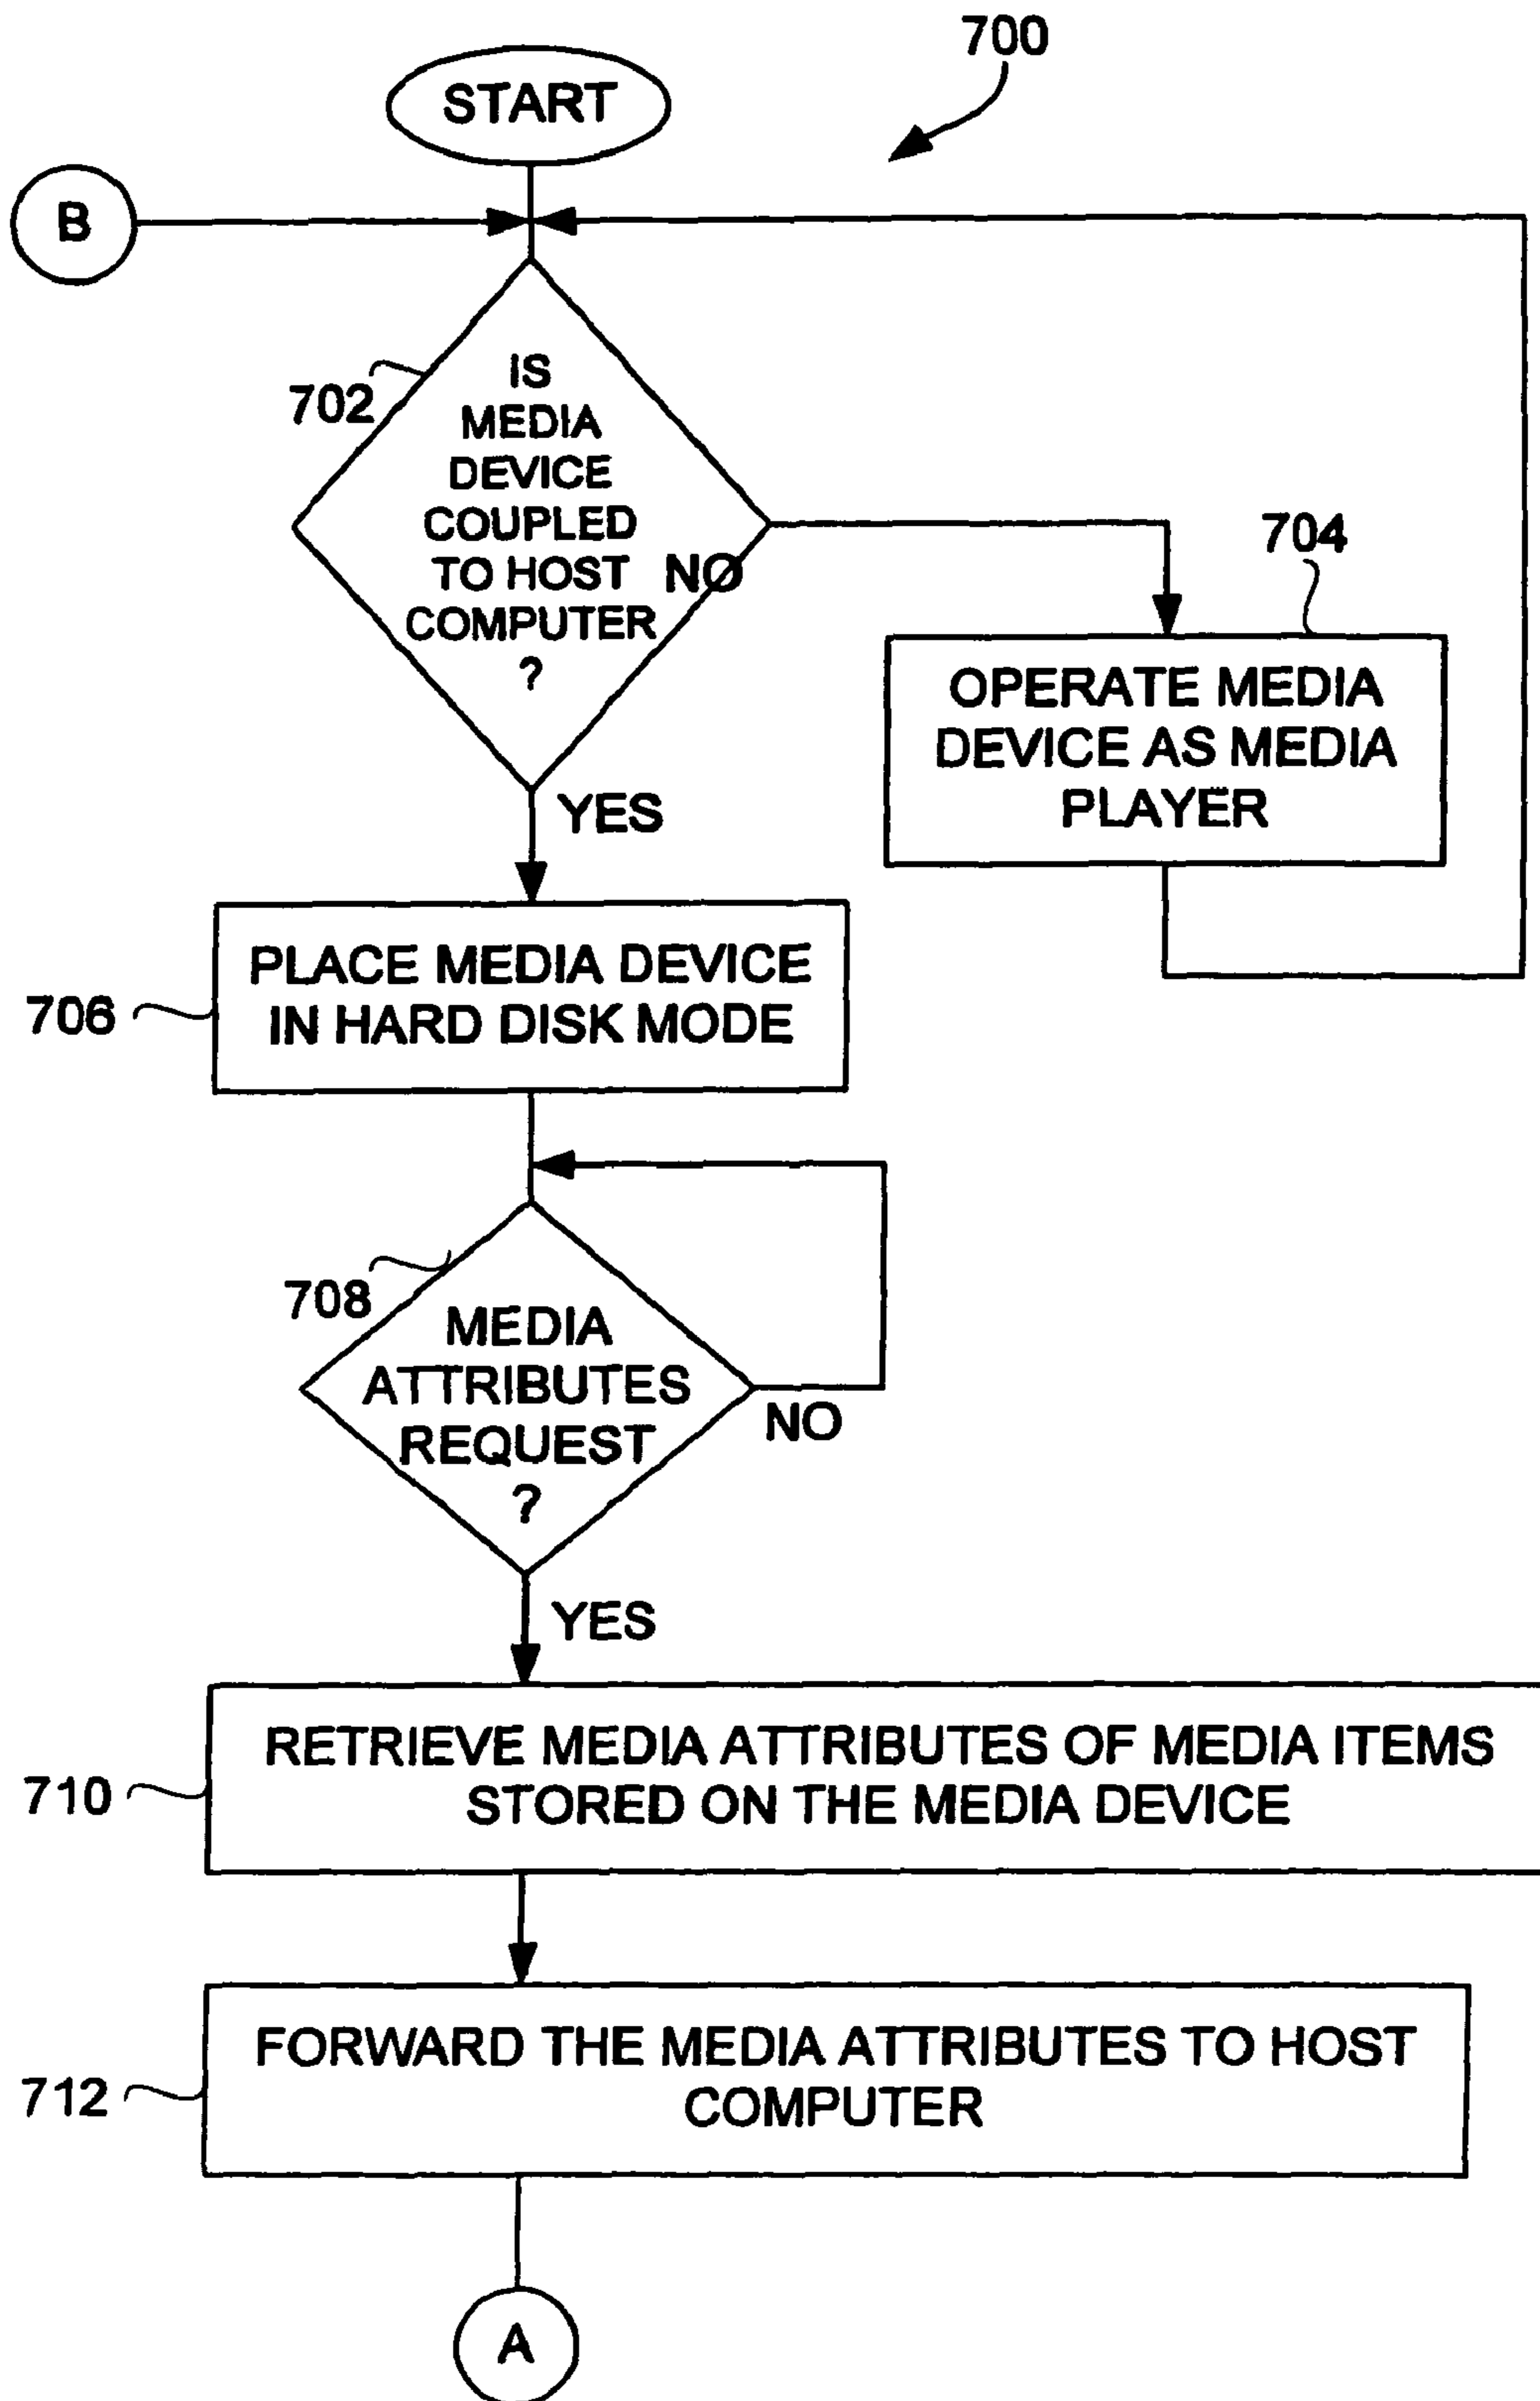 700
START
B
702
IS
MEDIA
DEVICE
COUPLED
TO HOST
COMPUTER
?
NO
704
OPERATE MEDIA
DEVICE AS MEDIA
PLAYER
YES
706
PLACE MEDIA DEVICE
IN HARD DISK MODE
708
MEDIA
ATTRIBUTES
REQUEST
?
NO
YES
710
RETRIEVE MEDIA ATTRIBUTES OF MEDIA ITEMS
STORED ON THE MEDIA DEVICE
712
FORWARD THE MEDIA ATTRIBUTES TO HOST
COMPUTER
A